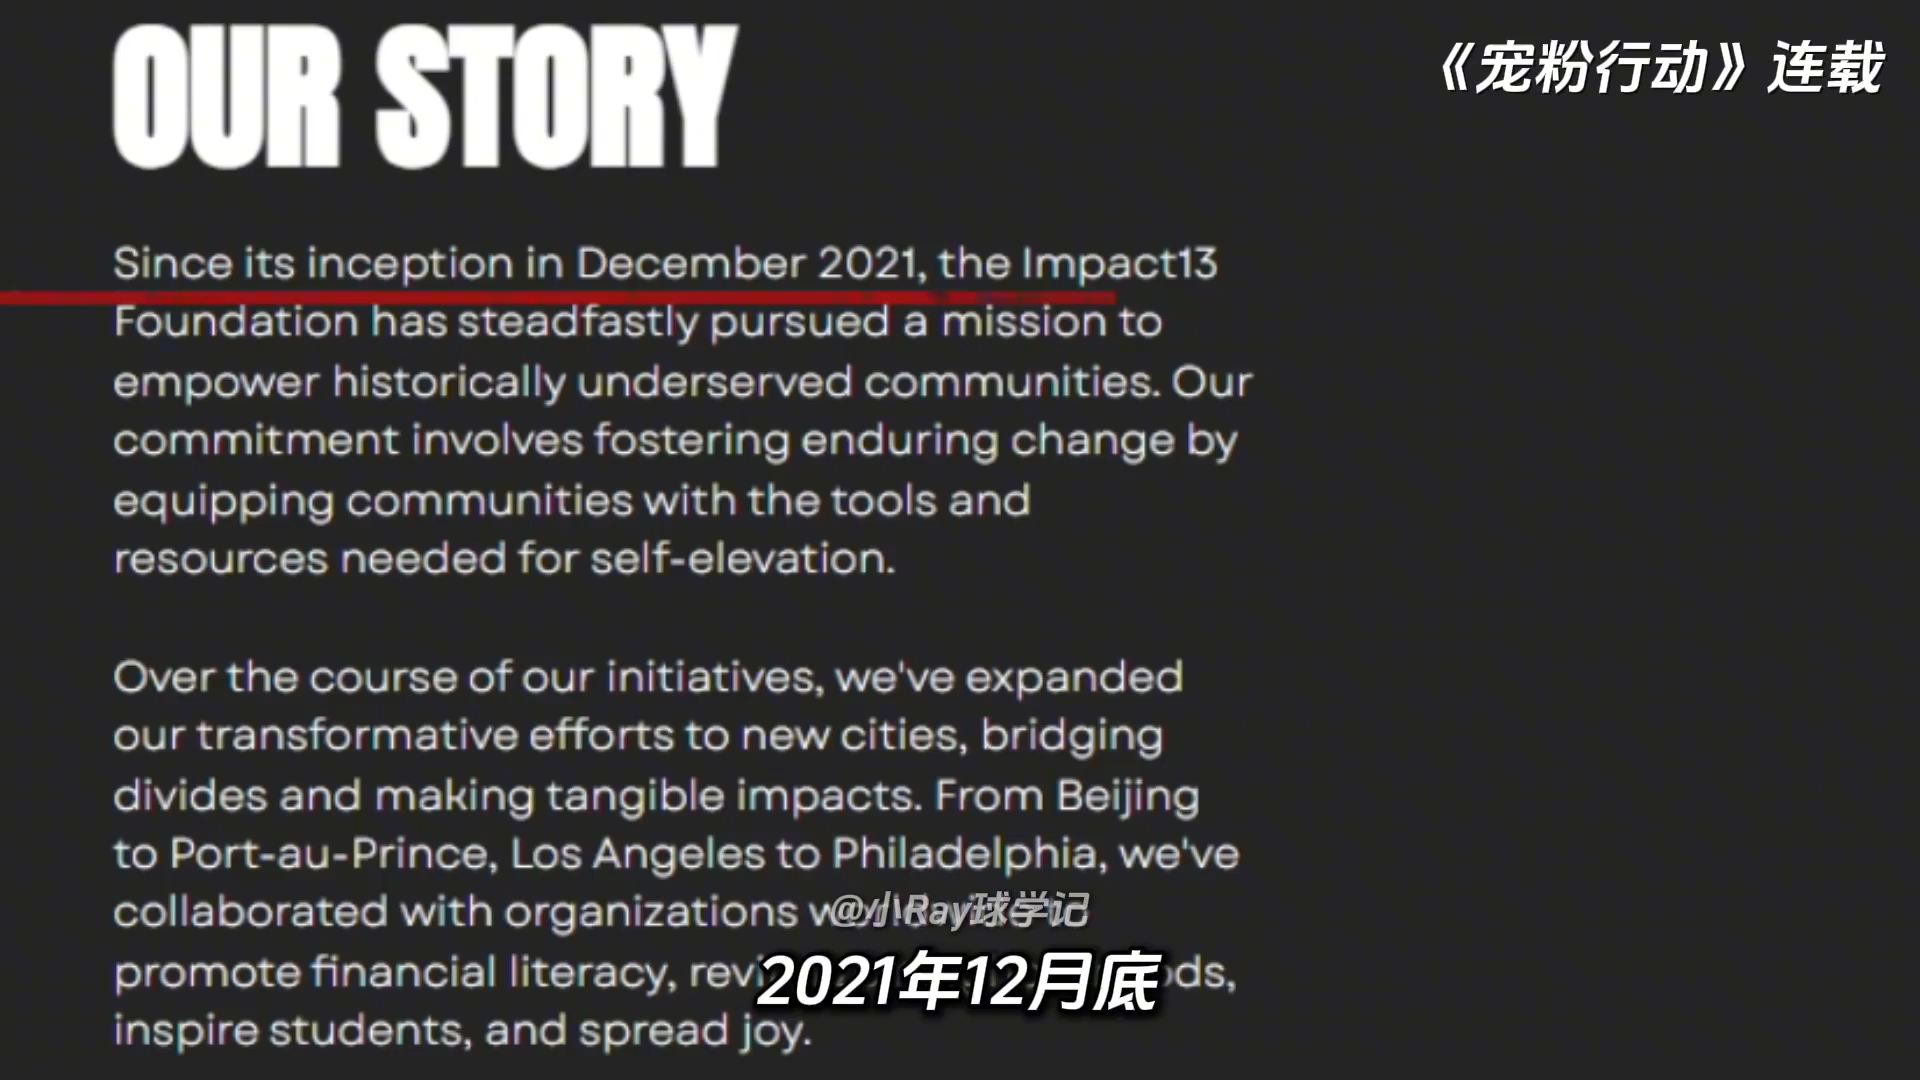 OUR STORY
《宠粉行动》连载
Since its inception in December 2021, the Impact13
Foundation has steadfastly pursued a mission to
empower historically underserved communities. Our
commitment involves fostering enduring change by
equipping communities with the tools and
resources needed for self-elevation.
Over the course of our initiatives, we've expanded
our transformative efforts to new cities, bridging
divides and making tangible impacts. From Beijing
to Port-au-Prince, Los Angeles to Philadelphia, we've
collaborated with organizations
@小Ray球学记
promote financial literacy,
2021年12月底
inspire students, and spread joy.